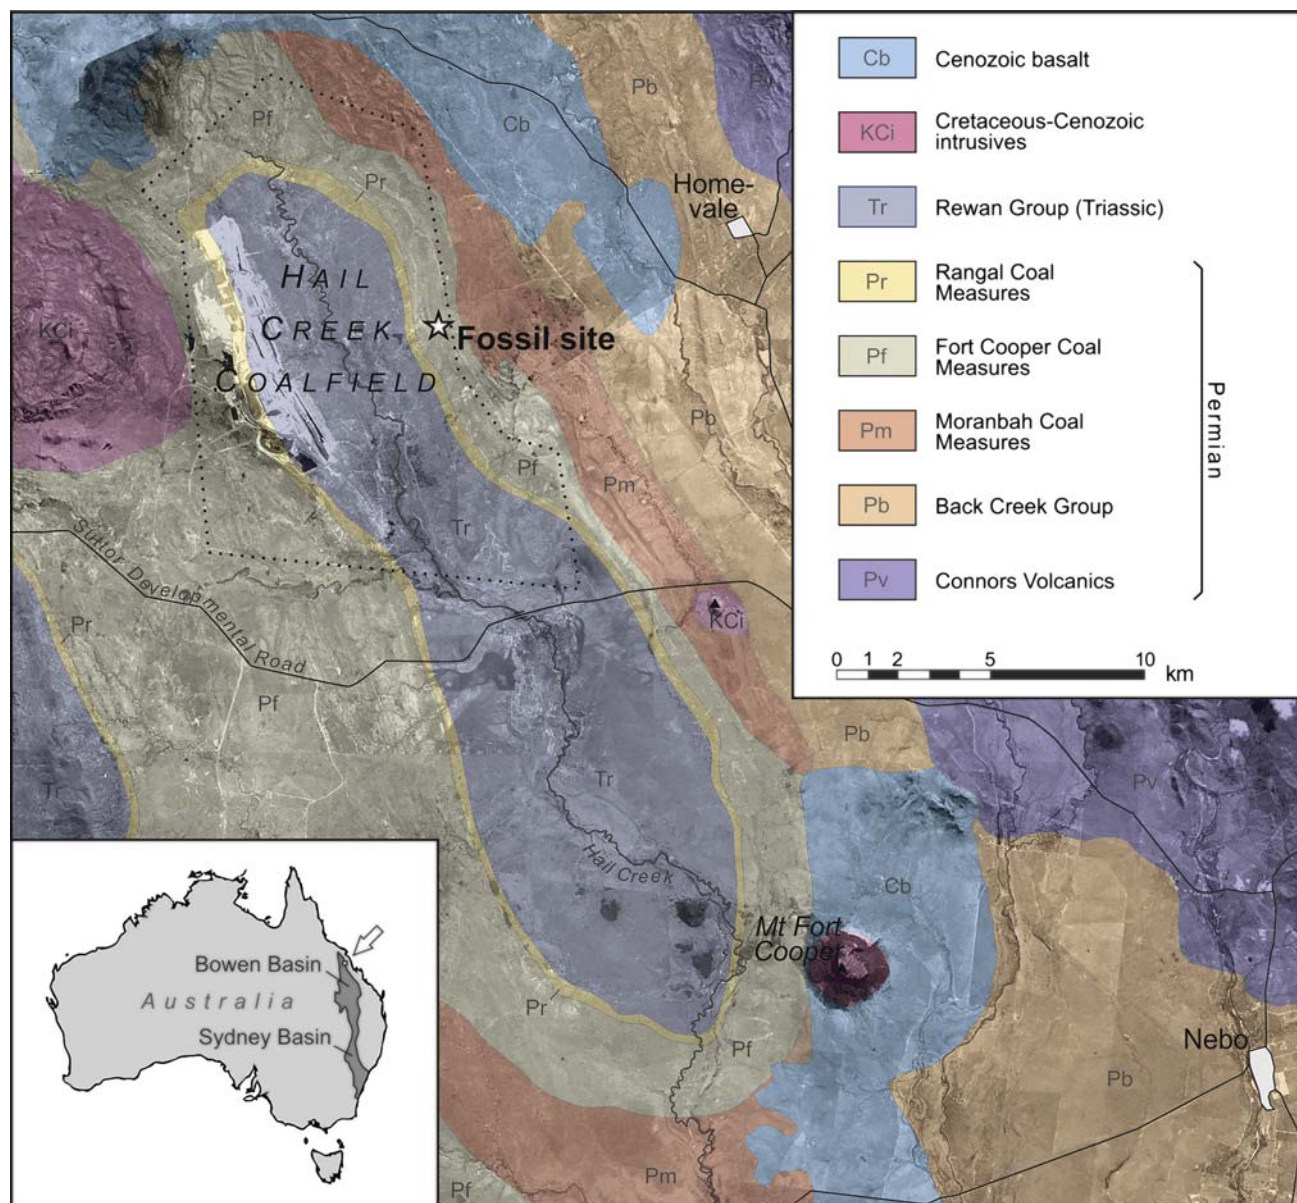 Cb
Cenozoic basalt
KCi
Cretaceous-Cenozoic
intrusives
Tr
Rewan Group (Triassic)
Pr
Rangal Coal
Measures
Pf
Fort Cooper Coal
Measures
Pm
Moranbah Coal
Measures
Pb
Back Creek Group
Pv
Connors Volcanics
Permian
0 1 2 5 10 km
Pb
Pf
Cb
Pr
Home-
vale
HAIL
CREEK
COALFIELD
KCi
Fossil site
Pb
Pf
Pm
Tr
Suttor Developmental Road
KCi
Pr
Pf
Pb
Tr
Tr
Pv
Hail Creek
Cb
Mt Fort
Cooper
Pr
Pf
Nebo
Pb
Pm
Pf
Bowen Basin
Australia
Sydney Basin